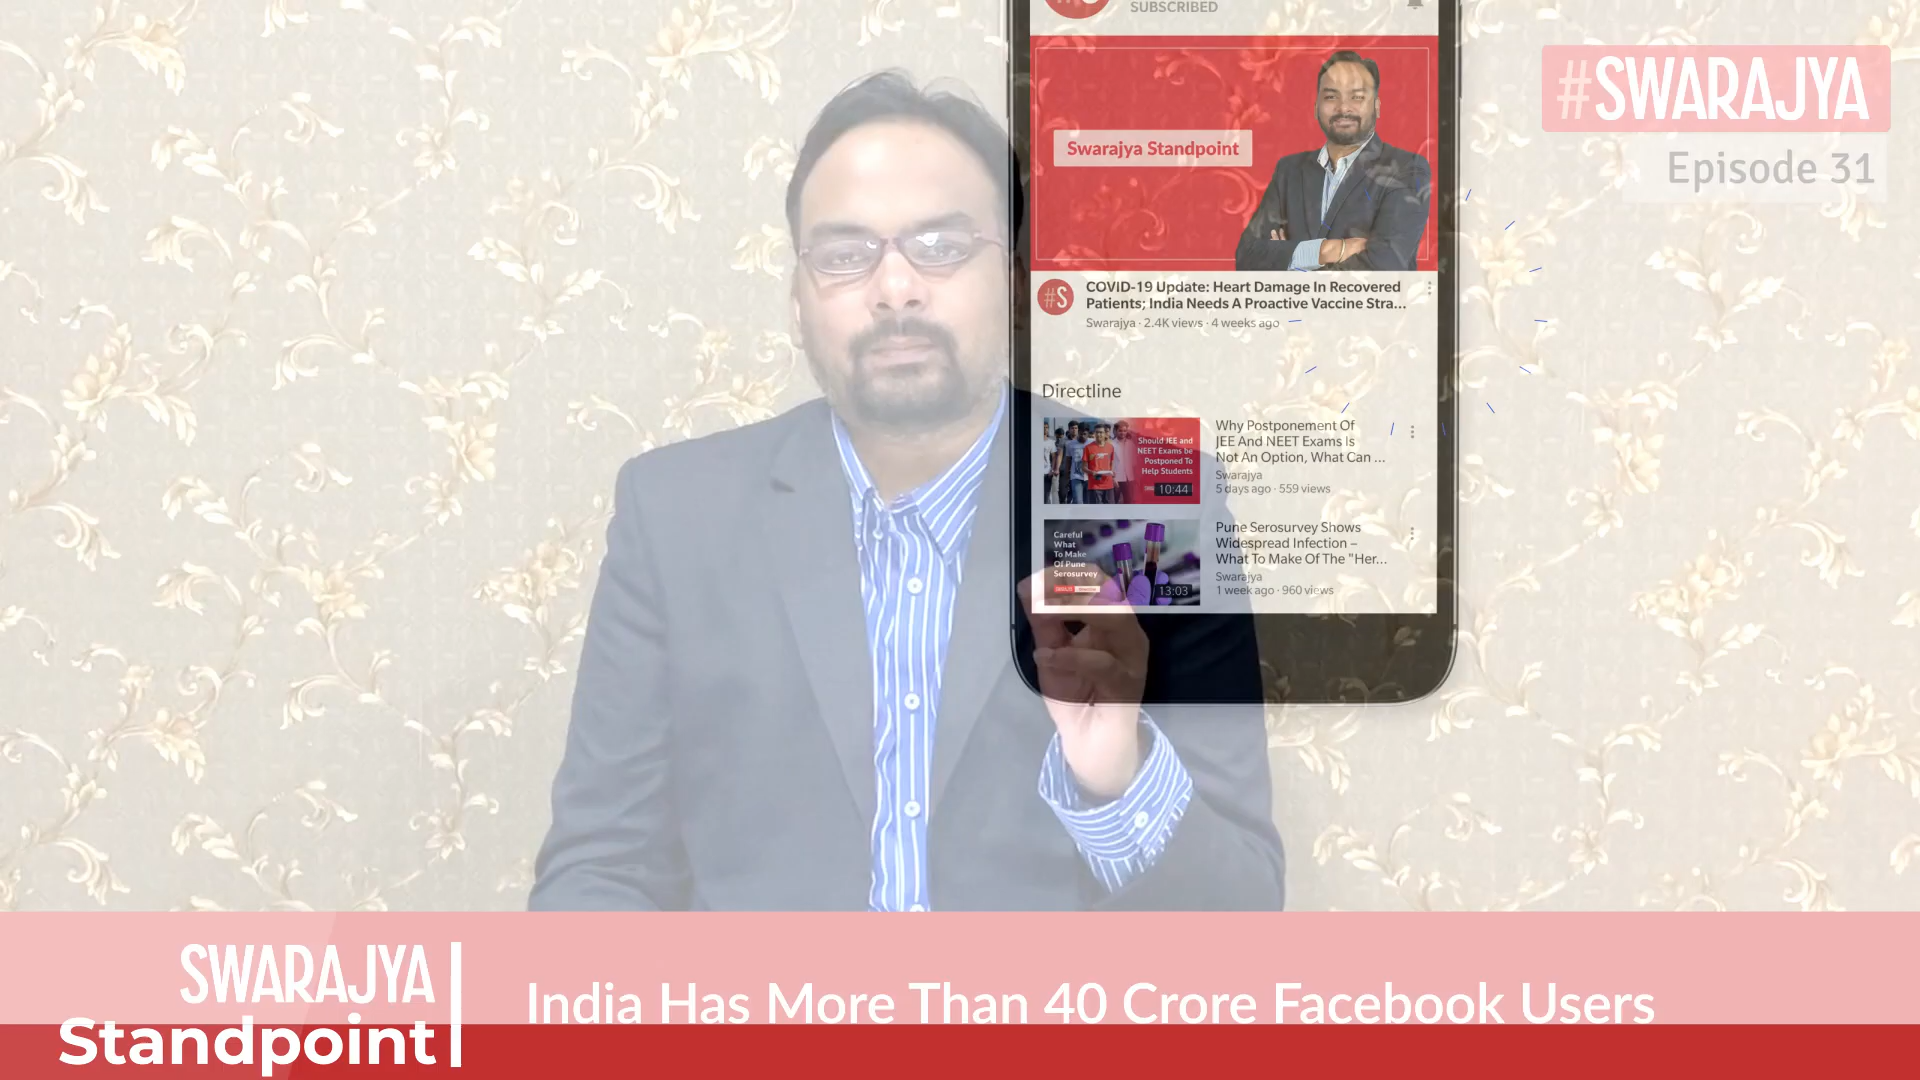 SUBSCRIBED
#SWARAJYA
Episode 31
Swarajya Standpoint
#S
COVID-19 Update: Heart Damage In Recovered
Patients; India Needs A Proactive Vaccine Stra...
Swarajya · 2.4K views · 4 weeks ago
Directline
Should JEE and
NEET Exams be
Postponed To
Help Students
10:44
Why Postponement Of
JEE And NEET Exams Is
Not An Option, What Can ...
Swarajya
5 days ago · 559 views
Careful
What
To Make
Of Pune
Serosurvey
13:03
Pune Serosurvey Shows
Widespread Infection –
What To Make Of The "Her...
Swarajya
1 week ago · 960 views
SWARAJYA
Standpoint
India Has More Than 40 Crore Facebook Users